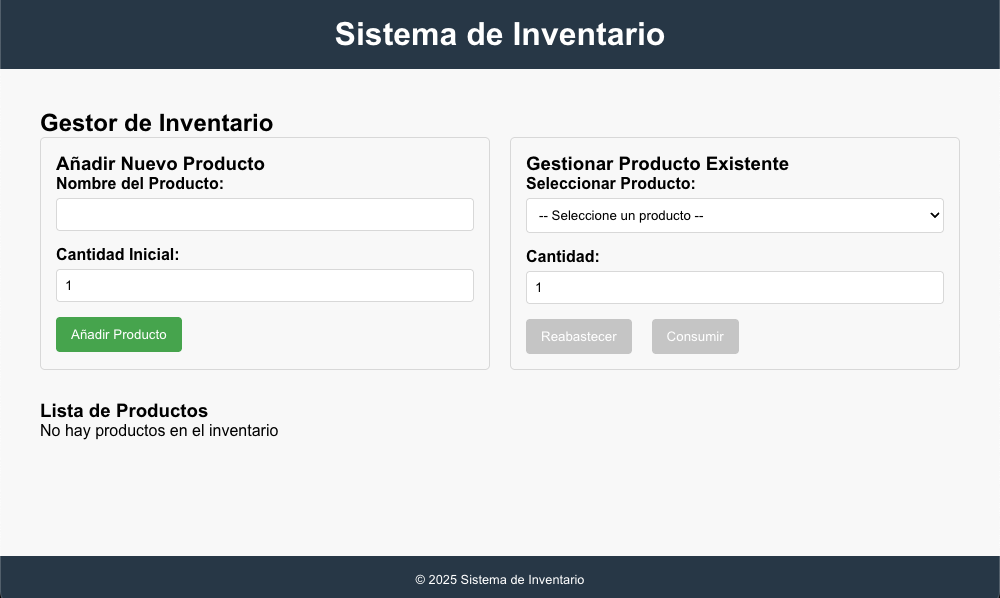 Sistema de Inventario
Gestor de Inventario
Añadir Nuevo Producto
Nombre del Producto:
Cantidad Inicial:
1
Añadir Producto
Gestionar Producto Existente
Seleccionar Producto:
-- Seleccione un producto --
Cantidad:
1
Reabastecer
Consumir
Lista de Productos
No hay productos en el inventario
© 2025 Sistema de Inventario